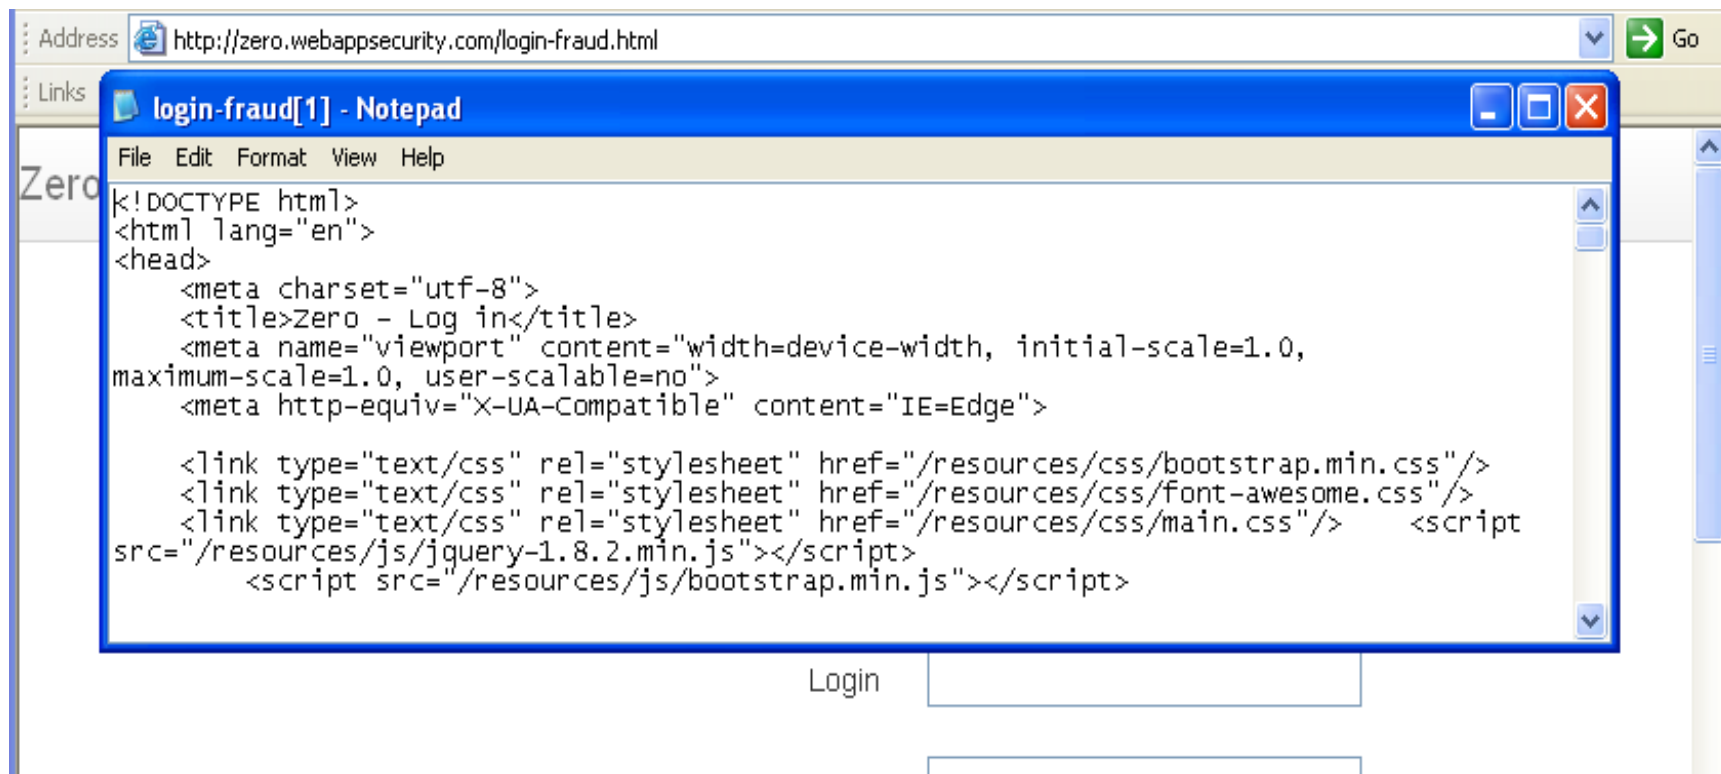 Address http://zero.webappsecurity.com/login-fraud.html Go
Links
login-fraud[1] - Notepad
File Edit Format View Help
Zero
<!DOCTYPE html>
<html lang="en">
<head>
    <meta charset="utf-8">
    <title>Zero - Log in</title>
    <meta name="viewport" content="width=device-width, initial-scale=1.0,
maximum-scale=1.0, user-scalable=no">
    <meta http-equiv="X-UA-Compatible" content="IE=Edge">
    <link type="text/css" rel="stylesheet" href="/resources/css/bootstrap.min.css"/>
    <link type="text/css" rel="stylesheet" href="/resources/css/font-awesome.css"/>
    <link type="text/css" rel="stylesheet" href="/resources/css/main.css"/>    <script
src="/resources/js/jquery-1.8.2.min.js"></script>
        <script src="/resources/js/bootstrap.min.js"></script>
Login